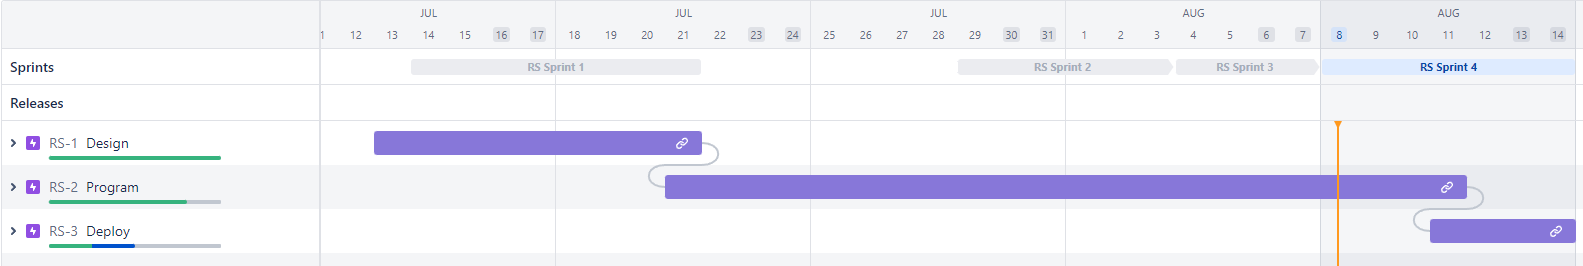 JUL JUL JUL AUG AUG
1 12 13 14 15 16 17 18 19 20 21 22 23 24 25 26 27 28 29 30 31 1 2 3 4 5 6 7 8 9 10 11 12 13 14
Sprints RS Sprint 1 RS Sprint 2 RS Sprint 3 RS Sprint 4
Releases
RS-1 Design
RS-2 Program
RS-3 Deploy